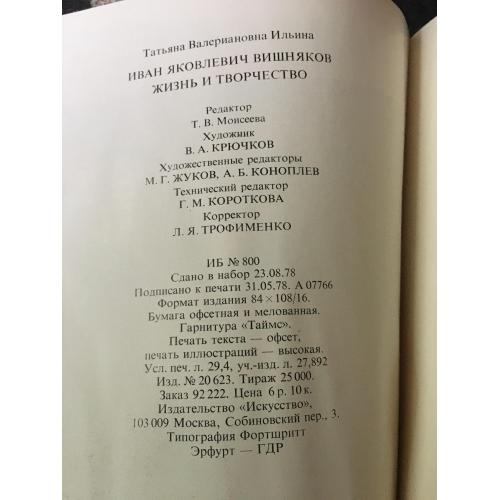 Татьяна Валериановна Ильина
ИВАН ЯКОВЛЕВИЧ ВИШНЯКОВ
ЖИЗНЬ И ТВОРЧЕСТВО
Редактор
Т. В. Моисеева
Художник
В. А. КРЮЧКОВ
Художественные редакторы
М. Г. ЖУКОВ, А. Б. КОНОПЛЕВ
Технический редактор
Г. М. КОРОТКОВА
Корректор
Л. Я. ТРОФИМЕНКО
ИБ № 800
Сдано в набор 23.08.78
Подписано к печати 31.05.78. А 07766
Формат издания 84 × 108/16.
Бумага офсетная и мелованная.
Гарнитура «Таймс».
Печать текста — офсет,
печать иллюстраций — высокая.
Усл. печ. л. 29,4, уч.-изд. л. 27,892
Изд. № 20 623. Тираж 25 000.
Заказ 92 222. Цена 6 р. 10 к.
Издательство «Искусство»,
103 009 Москва, Собиновский пер., 3.
Типография Фортшритт
Эрфурт — ГДР